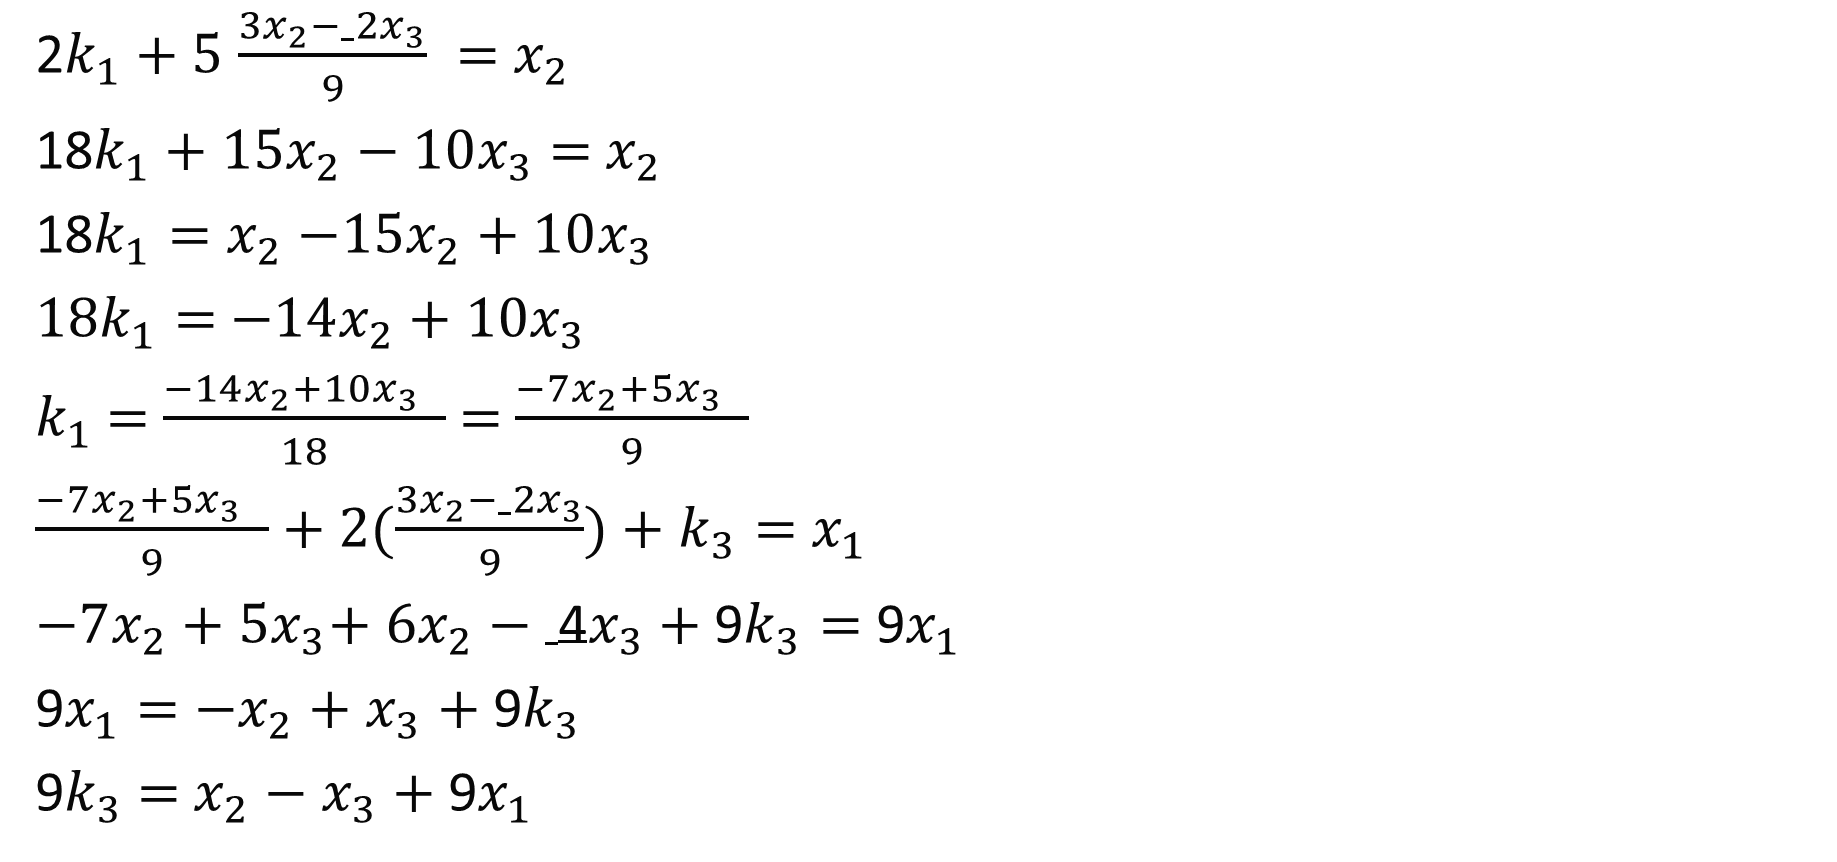 2k₁ + 5 (3x₂− ₋2x₃)/9 = x₂
18k₁ + 15x₂ − 10x₃ = x₂
18k₁ = x₂ −15x₂ + 10x₃
18k₁ = −14x₂ + 10x₃
k₁ = (−14x₂+10x₃)/18 = (−7x₂+5x₃)/9
(−7x₂+5x₃)/9 + 2((3x₂− ₋2x₃)/9) + k₃ = x₁
−7x₂ + 5x₃+ 6x₂ − _4x₃ + 9k₃ = 9x₁
9x₁ = −x₂ + x₃ + 9k₃
9k₃ = x₂ − x₃ + 9x₁